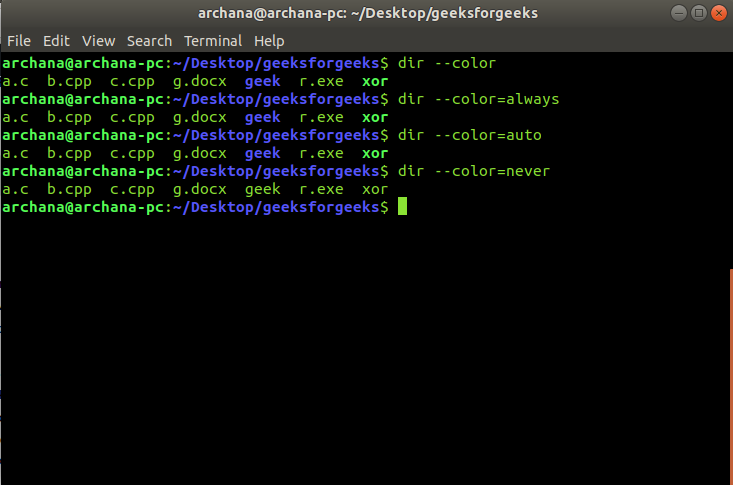 archana@archana-pc: ~/Desktop/geeksforgeeks
File Edit View Search Terminal Help
archana@archana-pc:~/Desktop/geeksforgeeks$ dir --color
a.c b.cpp c.cpp g.docx geek r.exe xor
archana@archana-pc:~/Desktop/geeksforgeeks$ dir --color=always
a.c b.cpp c.cpp g.docx geek r.exe xor
archana@archana-pc:~/Desktop/geeksforgeeks$ dir --color=auto
a.c b.cpp c.cpp g.docx geek r.exe xor
archana@archana-pc:~/Desktop/geeksforgeeks$ dir --color=never
a.c b.cpp c.cpp g.docx geek r.exe xor
archana@archana-pc:~/Desktop/geeksforgeeks$